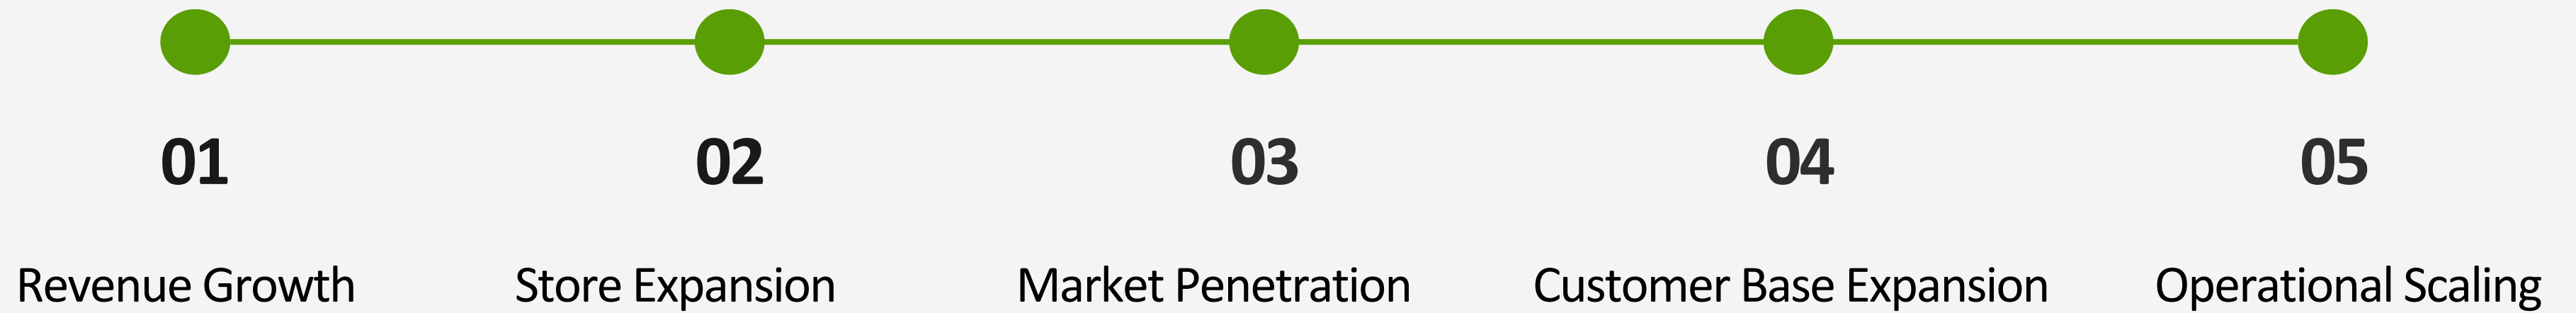 01
02
03
04
05
Revenue Growth
Store Expansion
Market Penetration
Customer Base Expansion
Operational Scaling